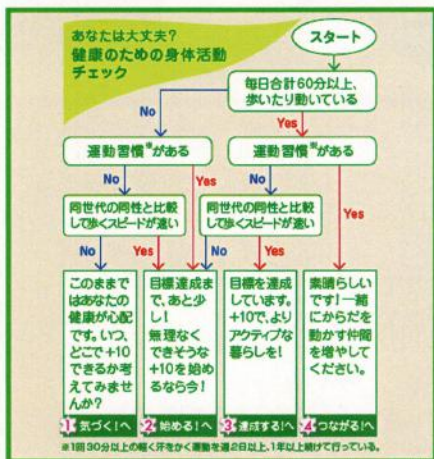 あなたは大丈夫？
健康のための身体活動
チェック
スタート
毎日合計60分以上、
歩いたり動いている
No
Yes
運動習慣※がある
運動習慣※がある
No
Yes
No
Yes
同世代の同性と比較
して歩くスピードが速い
同世代の同性と比較
して歩くスピードが速い
No
Yes
No
Yes
このままで
はあなたの
健康が心配
です。いつ、
どこで+10
できるか考
えてみませ
んか？
1 気づく！へ
目標達成ま
で、あと少
し！
無理なく
できそうな
+10を始め
るなら今！
2 始める！へ
目標を達成
しています。
+10で、より
アクティブな
暮らしを！
3 達成する！へ
素晴らしい
です！一緒
にからだを
動かす仲間
を増やして
ください。
4 つながる！へ
※1回30分以上の軽く汗をかく運動を週2日以上、1年以上続けて行っている。